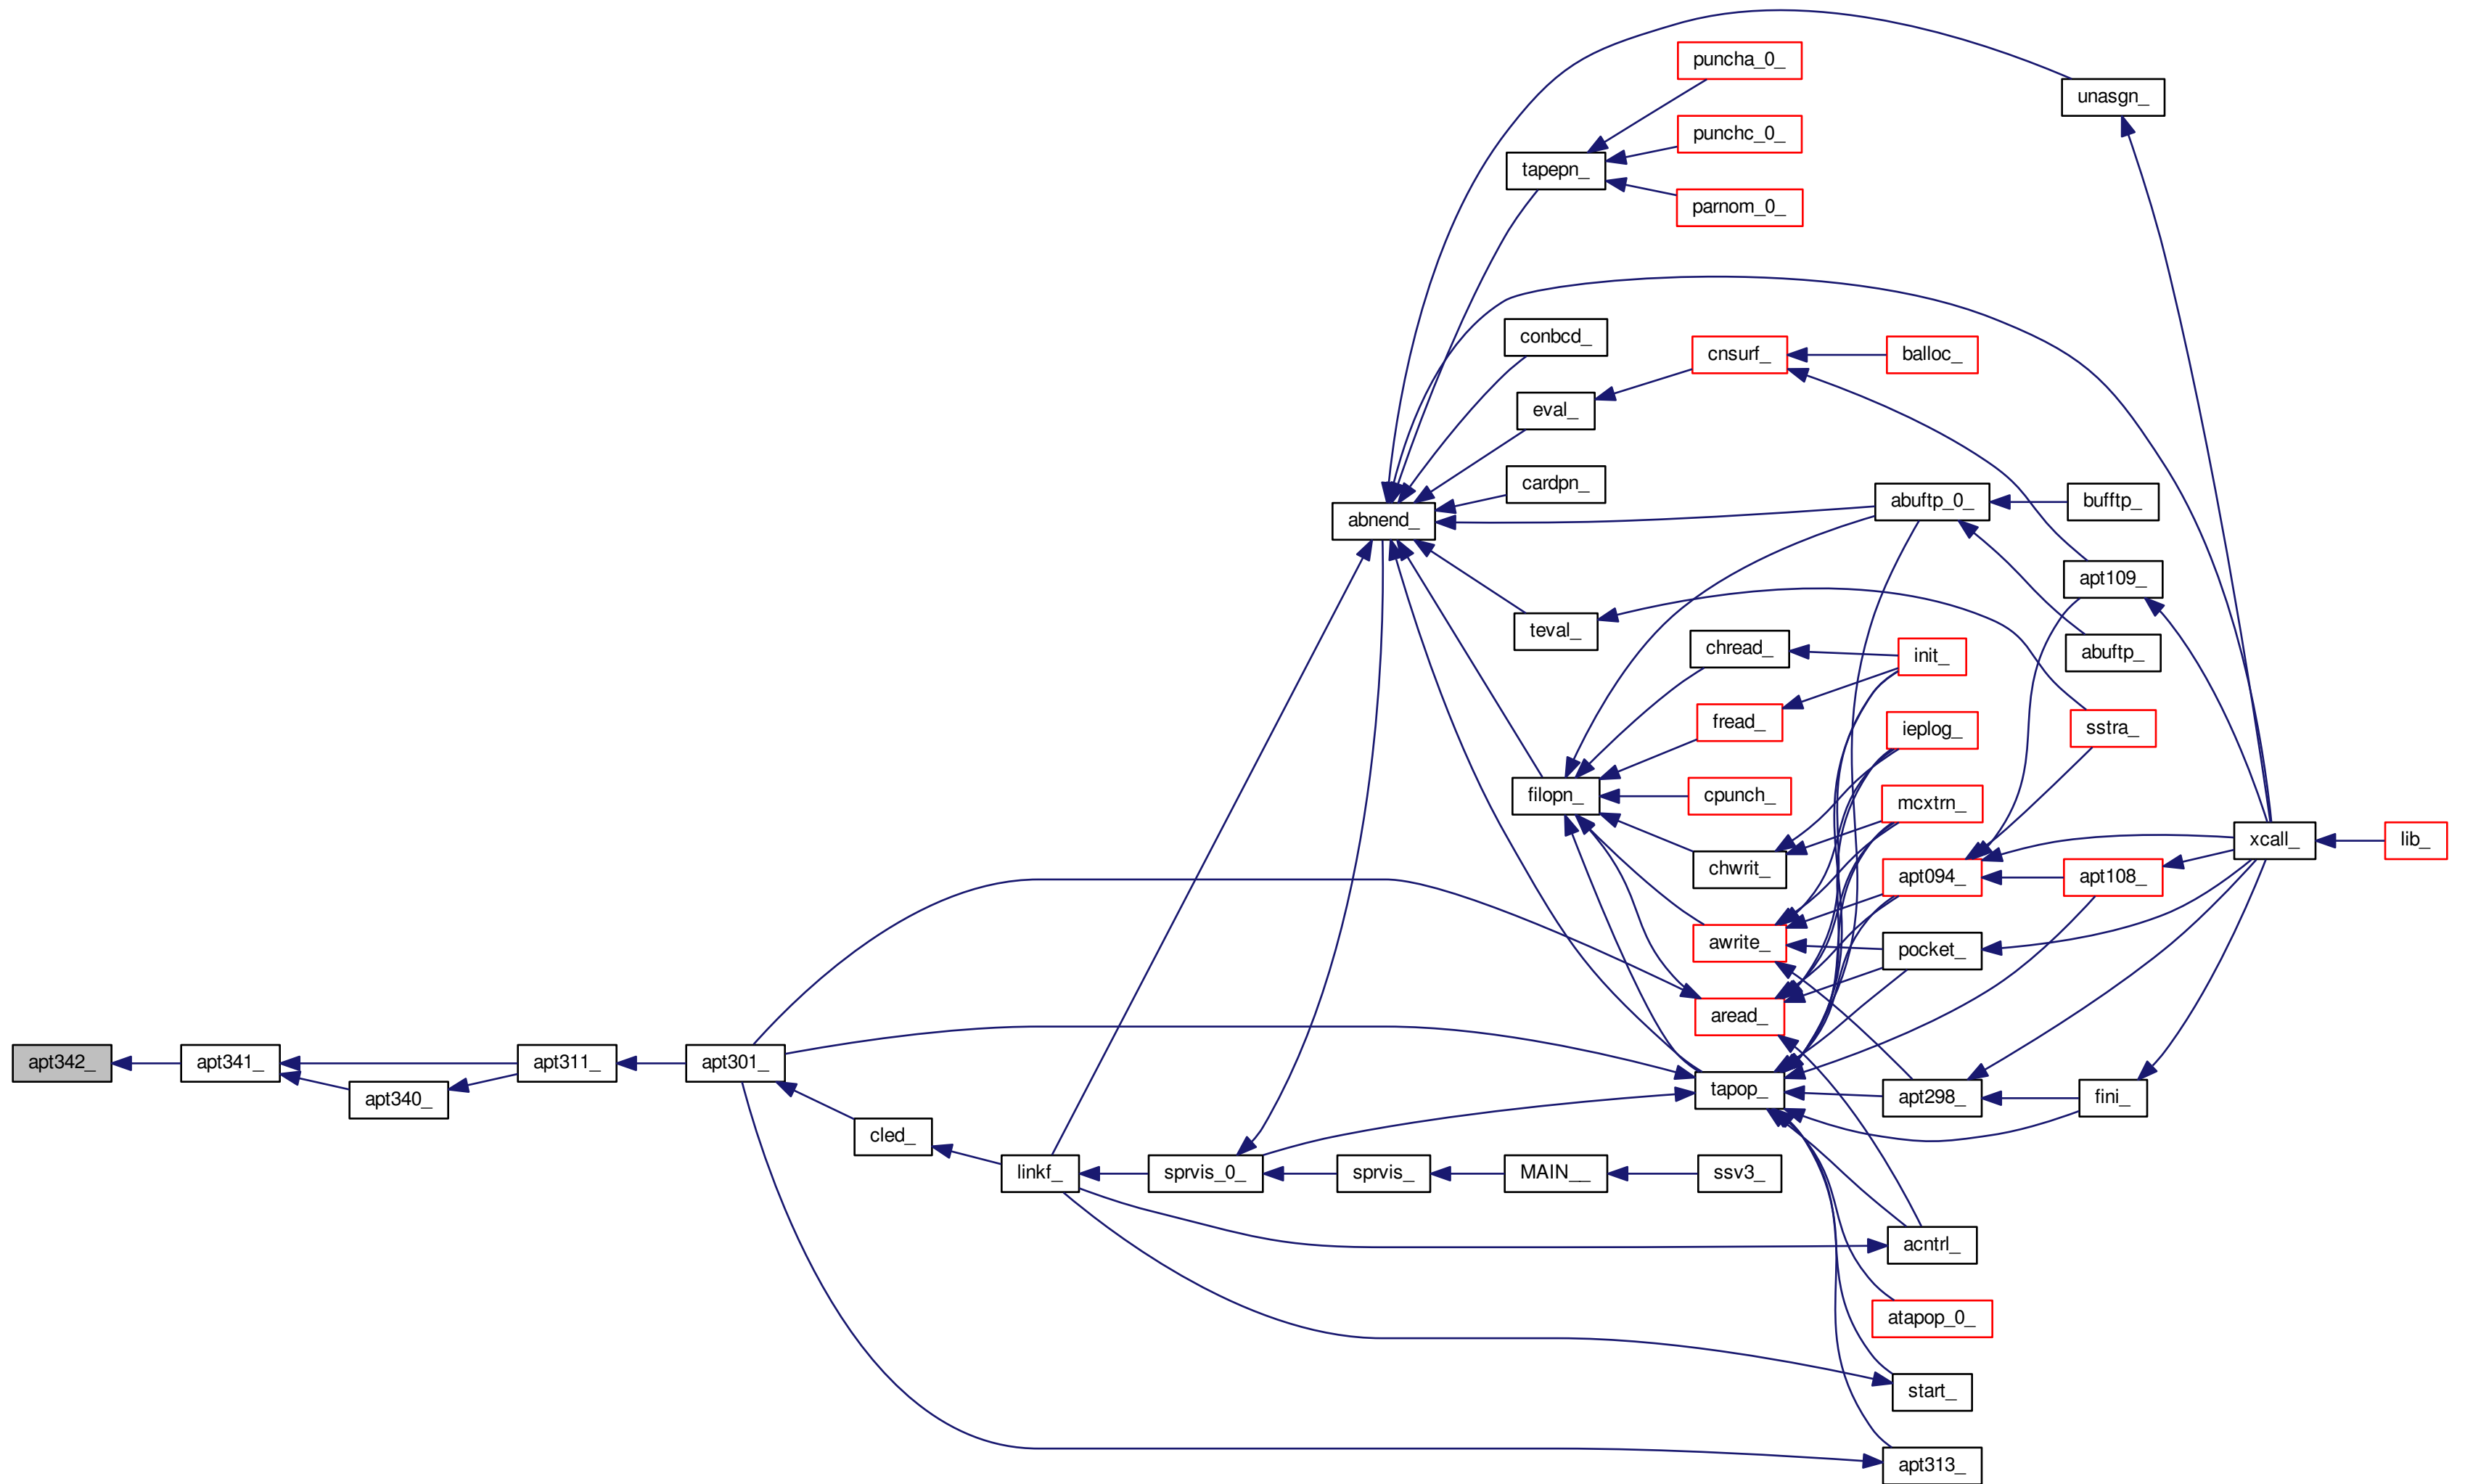 puncha_0_
unasgn_
punchc_0_
tapepn_
parnom_0_
conbcd_
cnsurf_
balloc_
eval_
cardpn_
abuftp_0_
bufftp_
abnend_
apt109_
teval_
chread_
init_
abuftp_
fread_
ieplog_
sstra_
filopn_
cpunch_
mcxtrn_
xcall_
lib_
chwrit_
apt094_
apt108_
awrite_
pocket_
aread_
apt342_
apt341_
apt311_
apt301_
apt340_
tapop_
apt298_
fini_
cled_
linkf_
sprvis_0_
sprvis_
MAIN__
ssv3_
acntrl_
atapop_0_
start_
apt313_